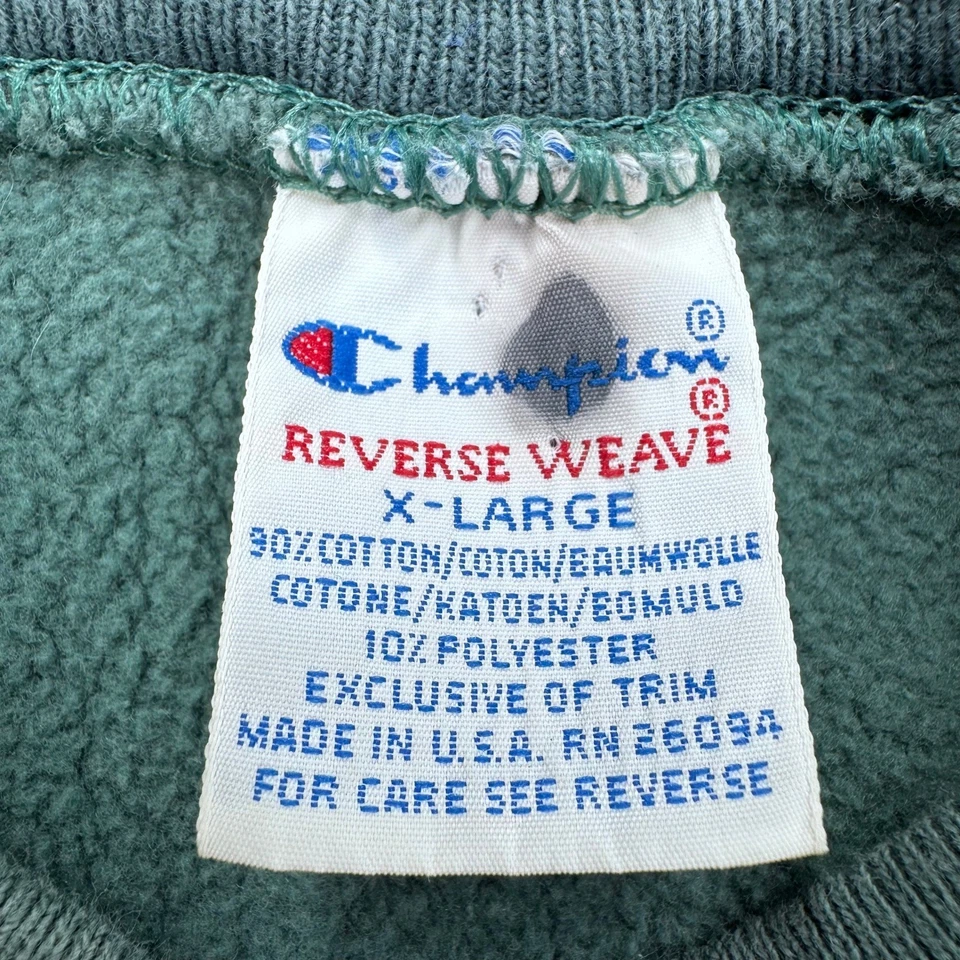 Champion®
REVERSE WEAVE®
X-LARGE
90% COTTON/COTON/BAUMWOLLE
COTONE/KATOEN/BOMULD
10% POLYESTER
EXCLUSIVE OF TRIM
MADE IN U.S.A. RN 26094
FOR CARE SEE REVERSE